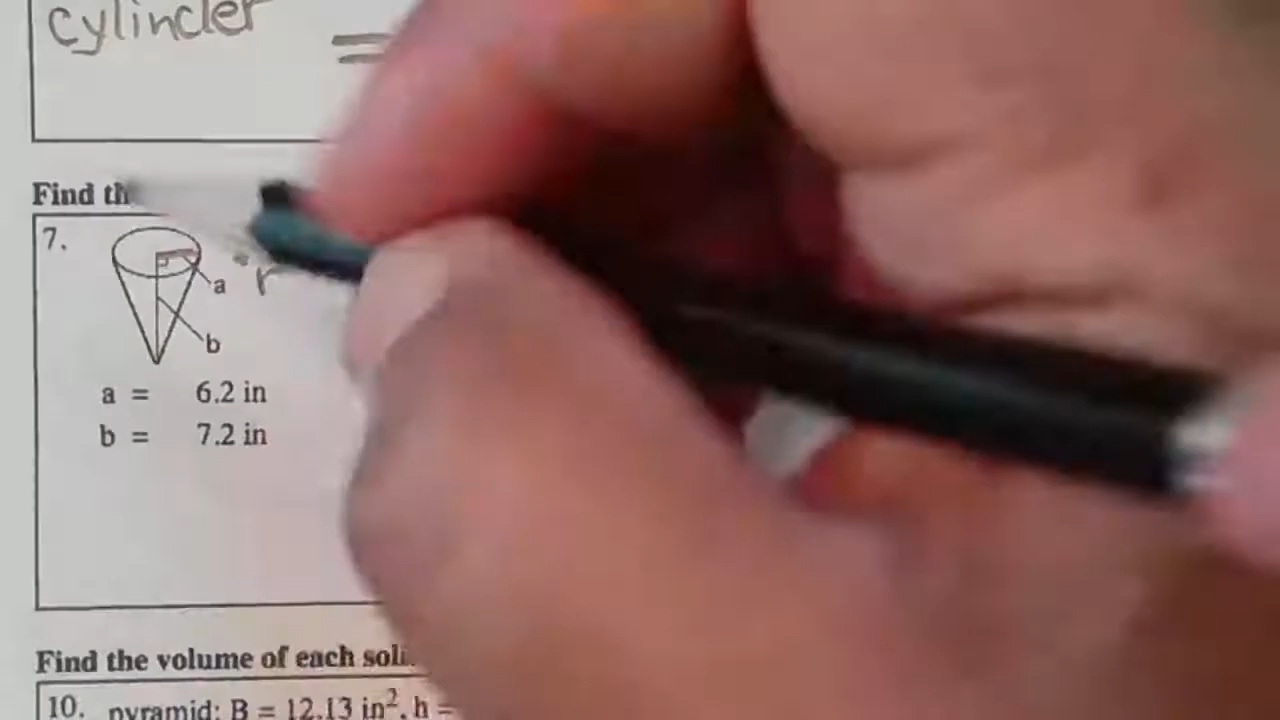 cylinder =
Find th
7.
a r
b
a = 6.2 in
b = 7.2 in
Find the volume of each soli
10. pyramid: B = 12.13 in², h =